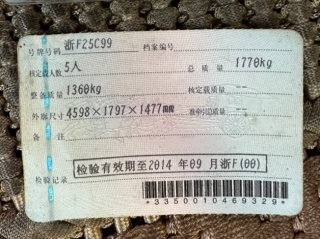 号牌号码 浙F25C99 档案编号
核定载人数 5人 总质量 1770kg
整备质量 1360kg 核定载质量 --
外廓尺寸 4598×1797×1477mm 准牵引总质量 --
备注
检验有效期至2014年09月浙F(00)
检验记录
*3350010469329*